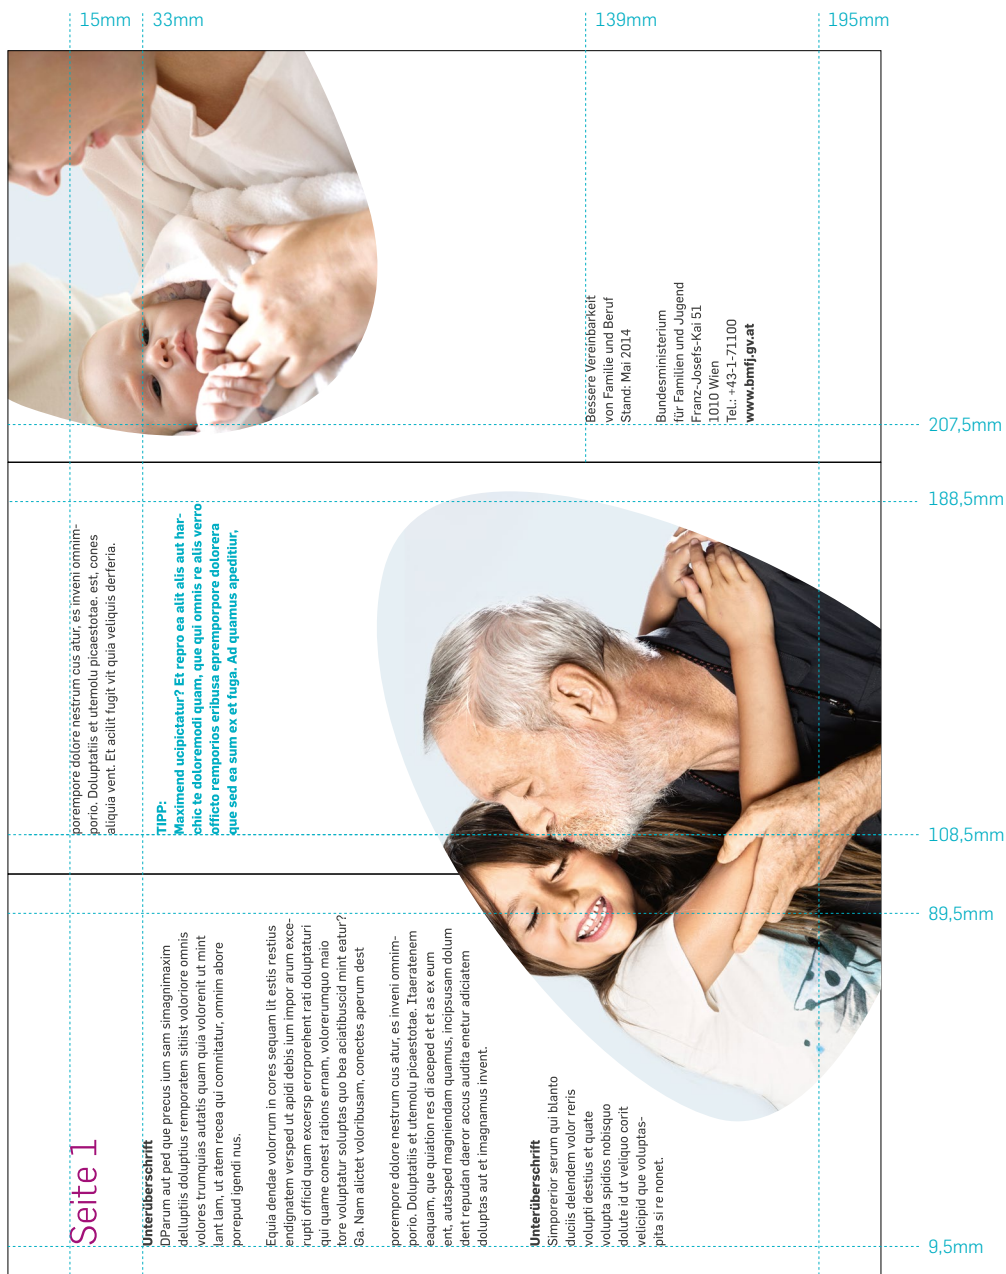 15mm
33mm
139mm
195mm
207,5mm
188,5mm
108,5mm
89,5mm
9,5mm
Seite 1
Unterüberschrift
DParum aut ped que precus ium sam simagnimaxim
delluptiis doluptius remporatem sitiist voloriore omnis
volores trumquias autatis quam quia volorenit ut mint
lant lam, ut atem recea qui comnitatur, omnim abore
porepud igendi nus.
Equia dendae volorrum in cores sequam lit estis restius
endignatem versped ut apidi debis ium impor arum exce-
rupti officid quam excersp erorporehent rati doluptaturi
qui quame conest rations ernam, volorerumquo maio
tore voluptatur soluptas quo bea aciatibuscid mint eatur?
Ga. Nam alictet voloribusam, conectes aperum dest
porempore dolore nestrum cus atur, es inveni omnim-
porio. Doluptatiis et utemolu picaestotae. Itaeratenem
eaquam, que quiation res di aceped et et as ex eum
ent, autasped magniendam quamus, incipsusam dolum
dent repudan daeror accus audita enetur adiciatem
doluptas aut et imagnamus invent.
Unterüberschrift
Simporerior serum qui blanto
duciis delendem volor reris
volupti destius et quate
volupta spidios nobisquo
dolute id ut veliquo corit
velicipid que voluptas-
pita si re nonet.
porempore dolore nestrum cus atur, es inveni omnim-
porio. Doluptatiis et utemolu picaestotae. est, cones
aliquia vent. Et acilit fugit vit quia veliquis derferia.
TIPP:
Maximend ucipictatur? Et repro ea alit alis aut har-
chic te doloremodi quam, que qui omnis re alis verro
officto remporios eribusa epremporpore dolorera
que sed ea sum ex et fuga. Ad quamus apeditiur,
Bessere Vereinbarkeit
von Familie und Beruf
Stand: Mai 2014
Bundesministerium
für Familien und Jugend
Franz-Josefs-Kai 51
1010 Wien
Tel.: +43-1-71100
www.bmfj.gv.at